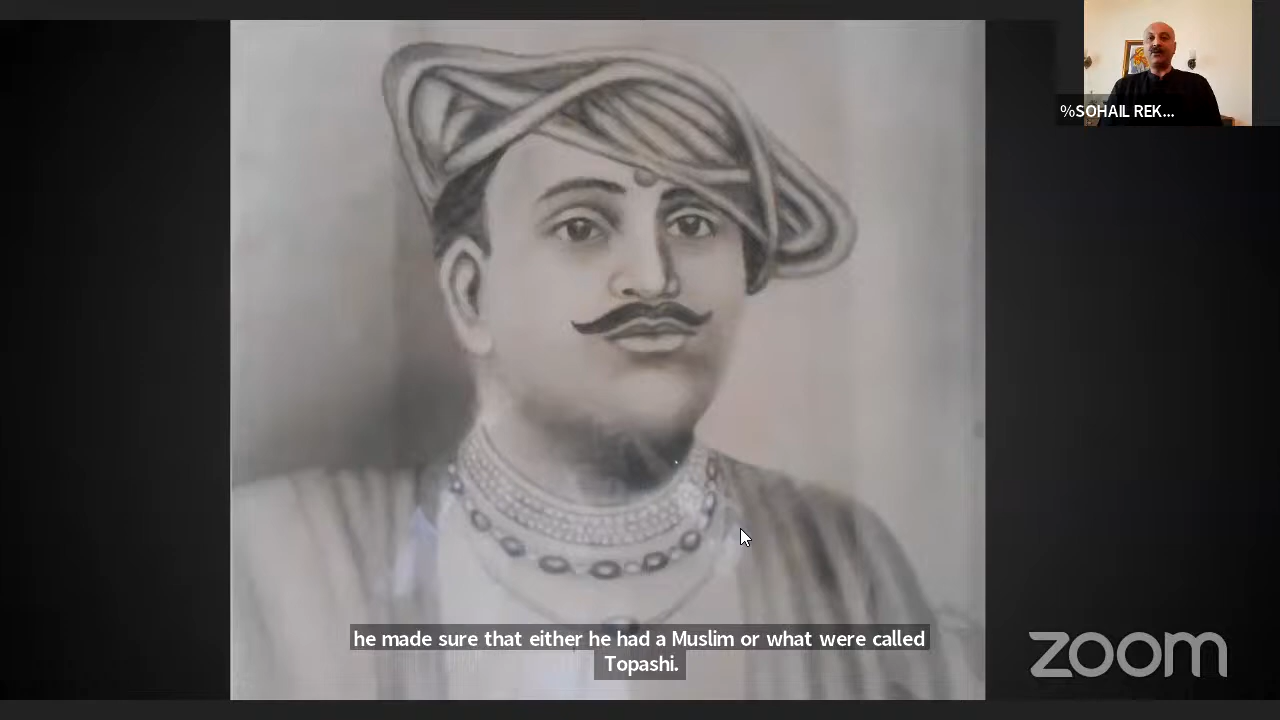 %SOHAIL REK...
he made sure that either he had a Muslim or what were called
Topashi.
zoom